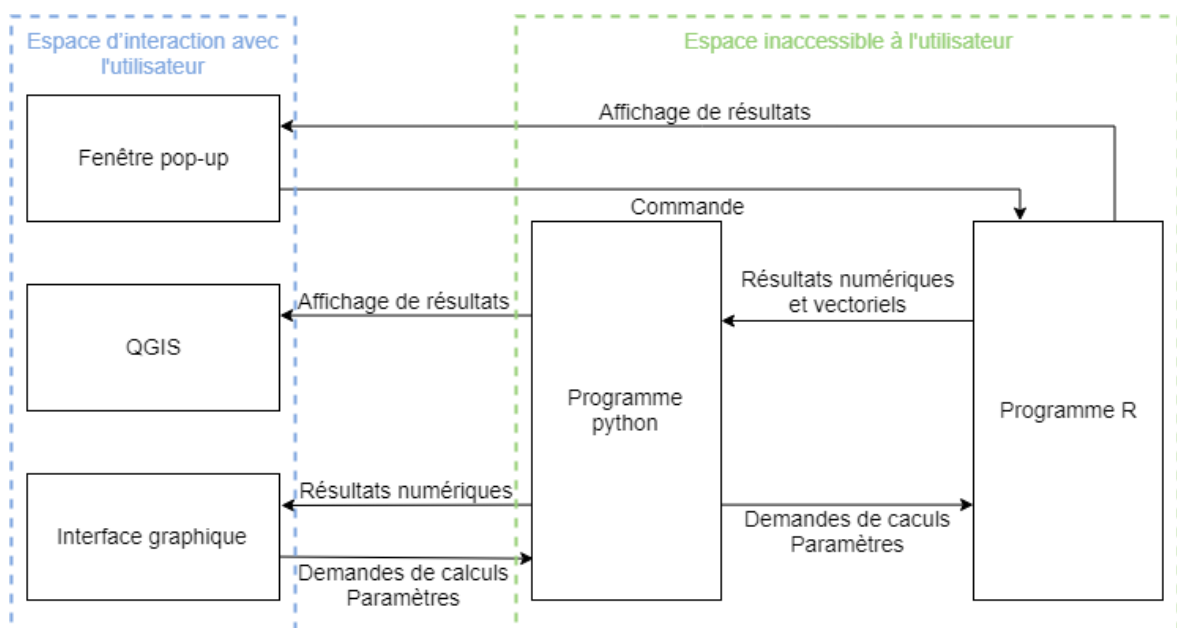 Espace d'interaction avec
l'utilisateur
Espace inaccessible à l'utilisateur
Affichage de résultats
Fenêtre pop-up
Commande
Résultats numériques
et vectoriels
Affichage de résultats
QGIS
Programme
python
Programme R
Résultats numériques
Demandes de caculs
Paramètres
Interface graphique
Demandes de calculs
Paramètres